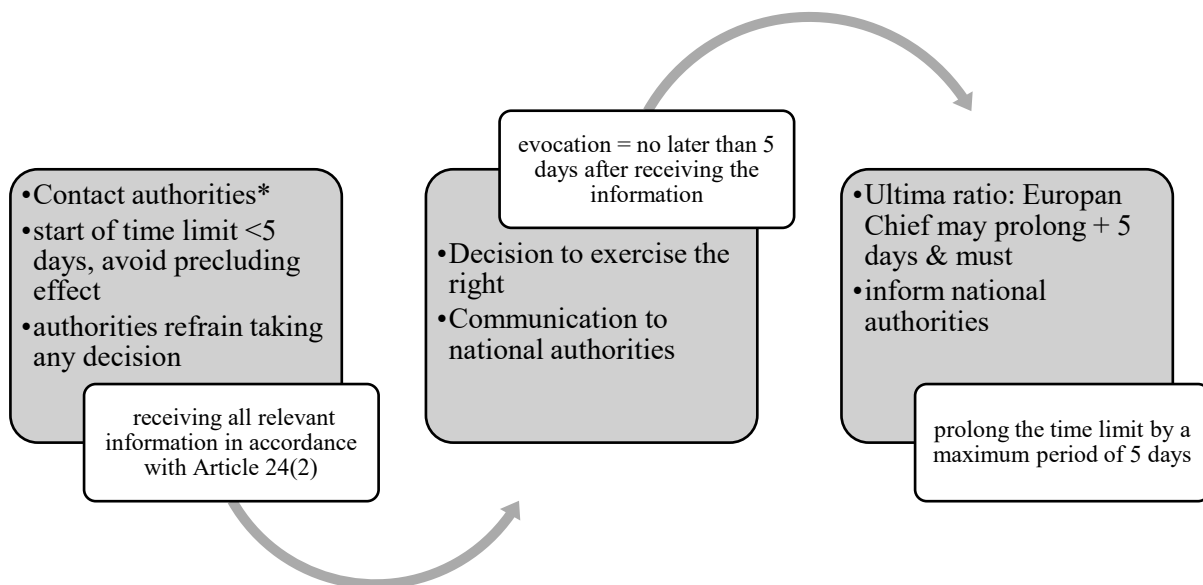 •Contact authorities*
•start of time limit <5
days, avoid precluding
effect
•authorities refrain taking
any decision
receiving all relevant
information in accordance
with Article 24(2)
evocation = no later than 5
days after receiving the
information
•Decision to exercise the
right
•Communication to
national authorities
•Ultima ratio: Europan
Chief may prolong + 5
days & must
•inform national
authorities
prolong the time limit by a
maximum period of 5 days